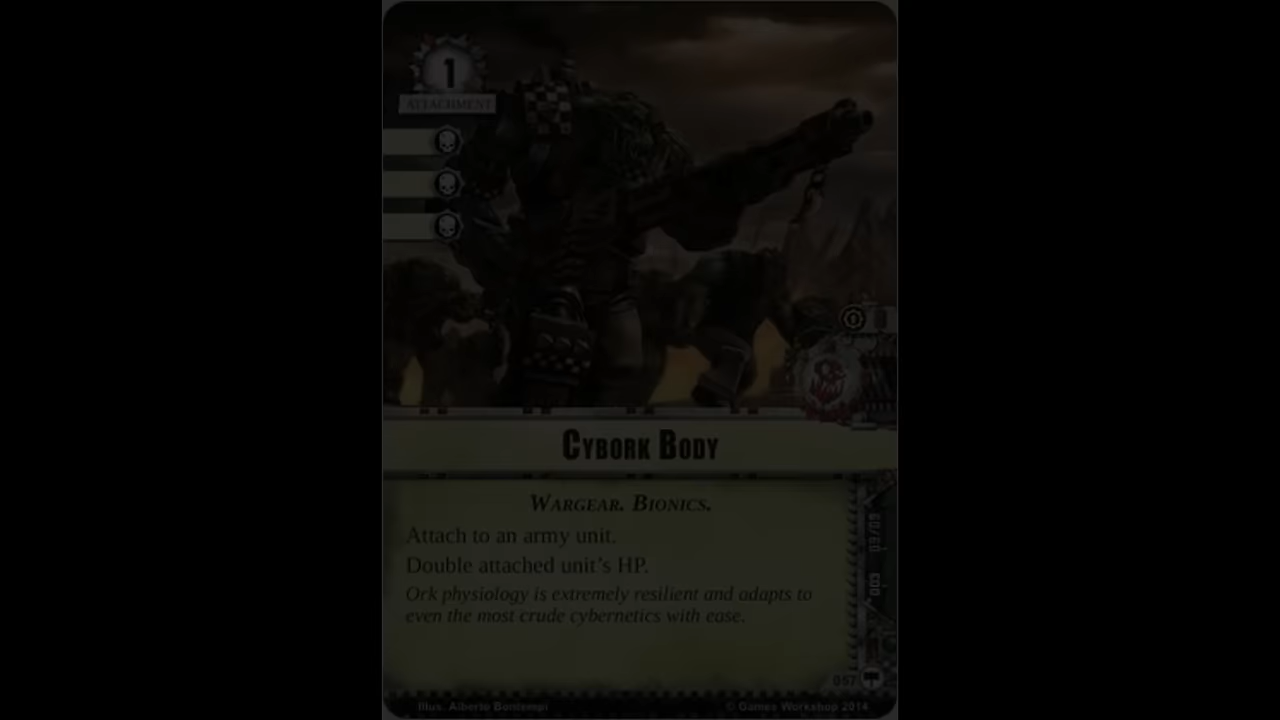 1
ATTACHMENT
CYBORK BODY
WARGEAR. BIONICS.
Attach to an army unit.
Double attached unit's HP.
Ork physiology is extremely resilient and adapts to
even the most crude cybernetics with ease.
057
Illus. Alberto Bontempi
© Games Workshop 2014